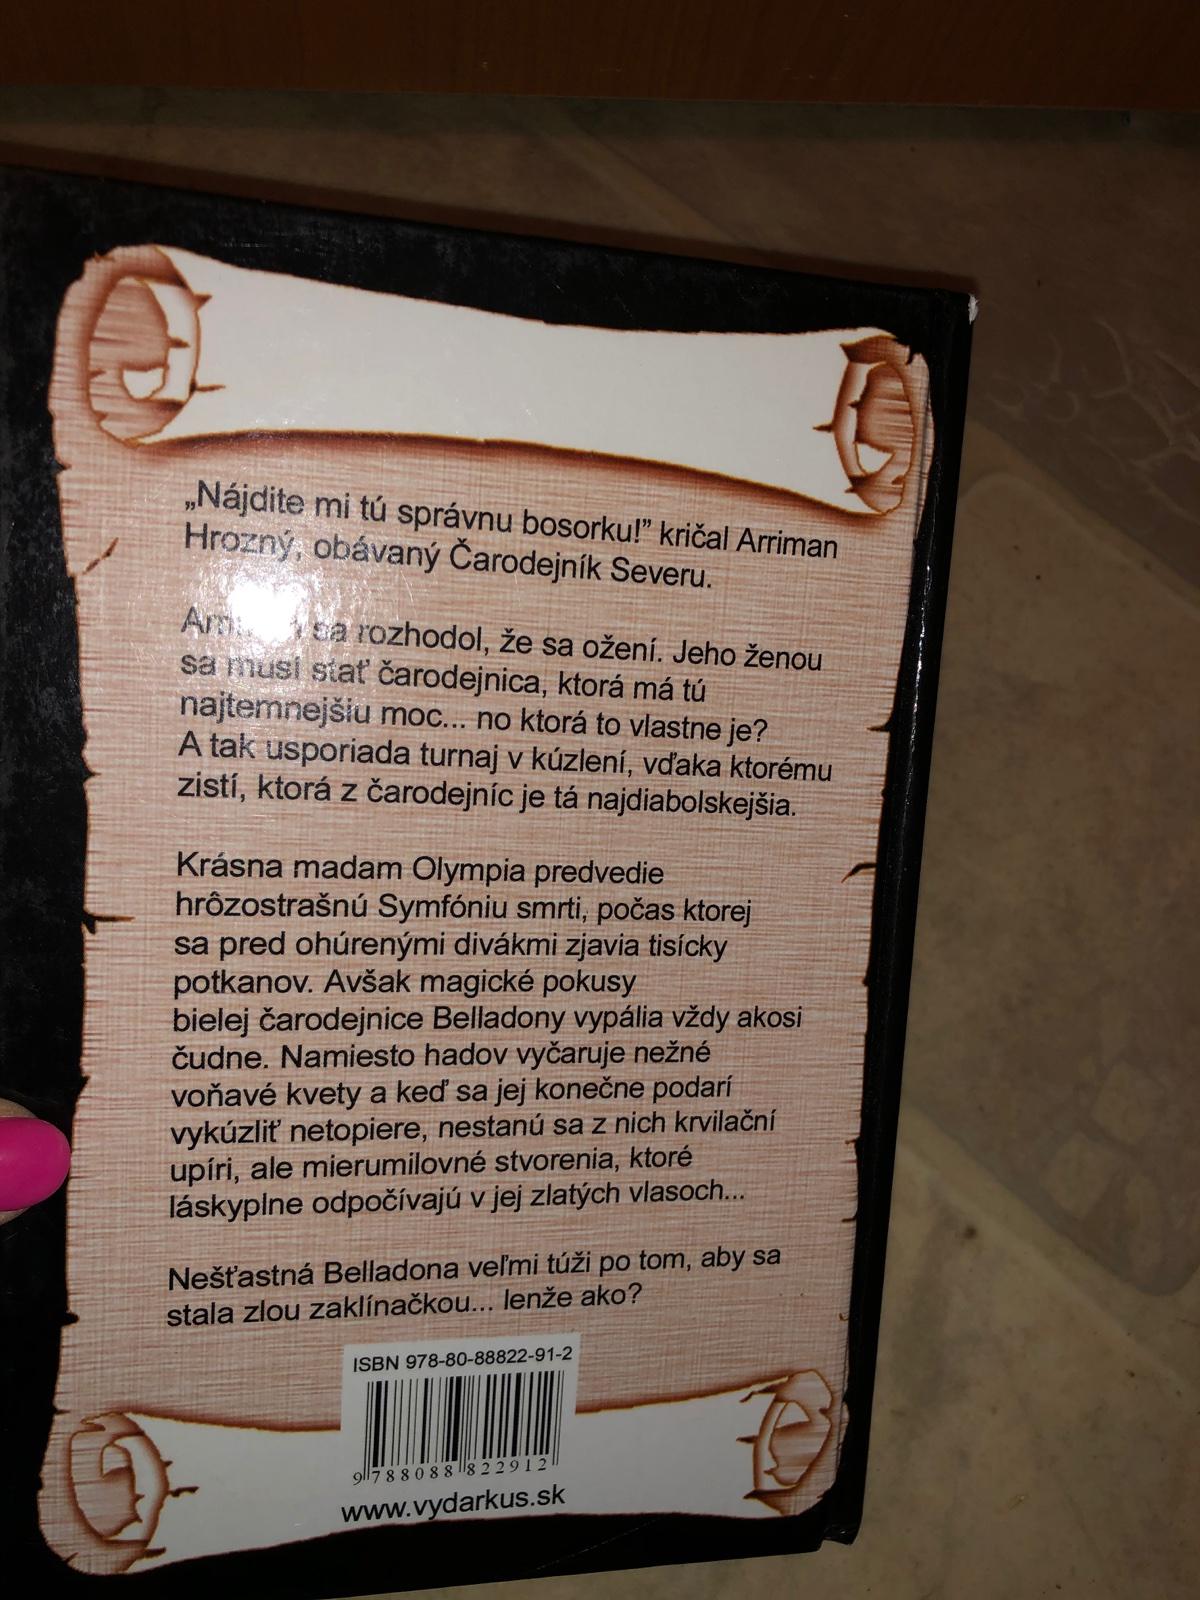 „Nájdite mi tú správnu bosorku!” kričal Arriman
Hrozný, obávaný Čarodejník Severu.
Arriman sa rozhodol, že sa ožení. Jeho ženou
sa musí stať čarodejnica, ktorá má tú
najtemnejšiu moc... no ktorá to vlastne je?
A tak usporiada turnaj v kúzlení, vďaka ktorému
zistí, ktorá z čarodejníc je tá najdiabolskejšia.
Krásna madam Olympia predvedie
hrôzostrašnú Symfóniu smrti, počas ktorej
sa pred ohúrenými divákmi zjavia tisícky
potkanov. Avšak magické pokusy
bielej čarodejnice Belladony vypália vždy akosi
čudne. Namiesto hadov vyčaruje nežné
voňavé kvety a keď sa jej konečne podarí
vykúzliť netopiere, nestanú sa z nich krvilační
upíri, ale mierumilovné stvorenia, ktoré
láskyplne odpočívajú v jej zlatých vlasoch...
Nešťastná Belladona veľmi túži po tom, aby sa
stala zlou zaklínačkou... lenže ako?
ISBN 978-80-88822-91-2
9 788088 822912
www.vydarkus.sk